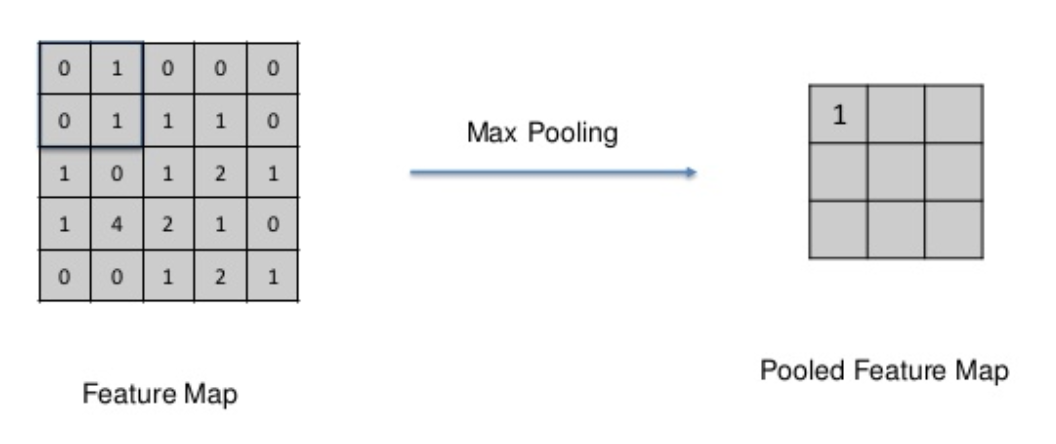 0 1 0 0 0
0 1 1 1 0
1 0 1 2 1
1 4 2 1 0
0 0 1 2 1
Max Pooling
1
Feature Map
Pooled Feature Map